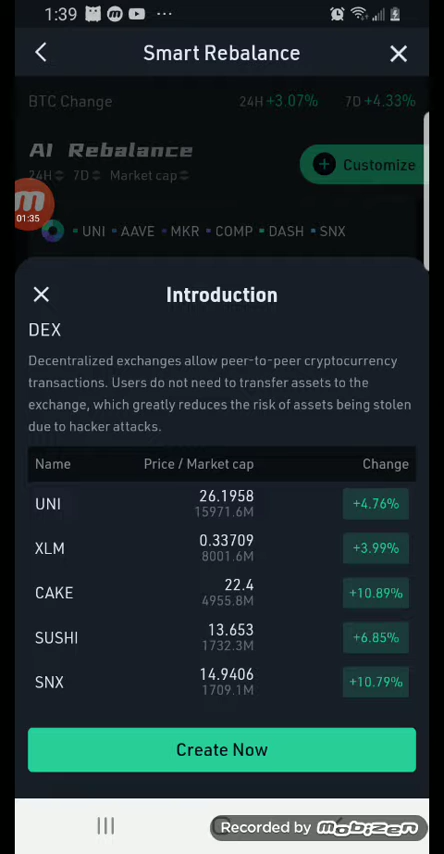 1:39
Smart Rebalance
BTC Change 24H +3.07% 7D +4.33%
AI Rebalance
24H 7D Market cap
Customize
01:35
UNI AAVE MKR COMP DASH SNX
Introduction
DEX
Decentralized exchanges allow peer-to-peer cryptocurrency
transactions. Users do not need to transfer assets to the
exchange, which greatly reduces the risk of assets being stolen
due to hacker attacks.
Name Price / Market cap Change
UNI 26.1958 +4.76%
15971.6M
XLM 0.33709 +3.99%
8001.6M
CAKE 22.4 +10.89%
4955.8M
SUSHI 13.653 +6.85%
1732.3M
SNX 14.9406 +10.79%
1709.1M
Create Now
Recorded by mobizen